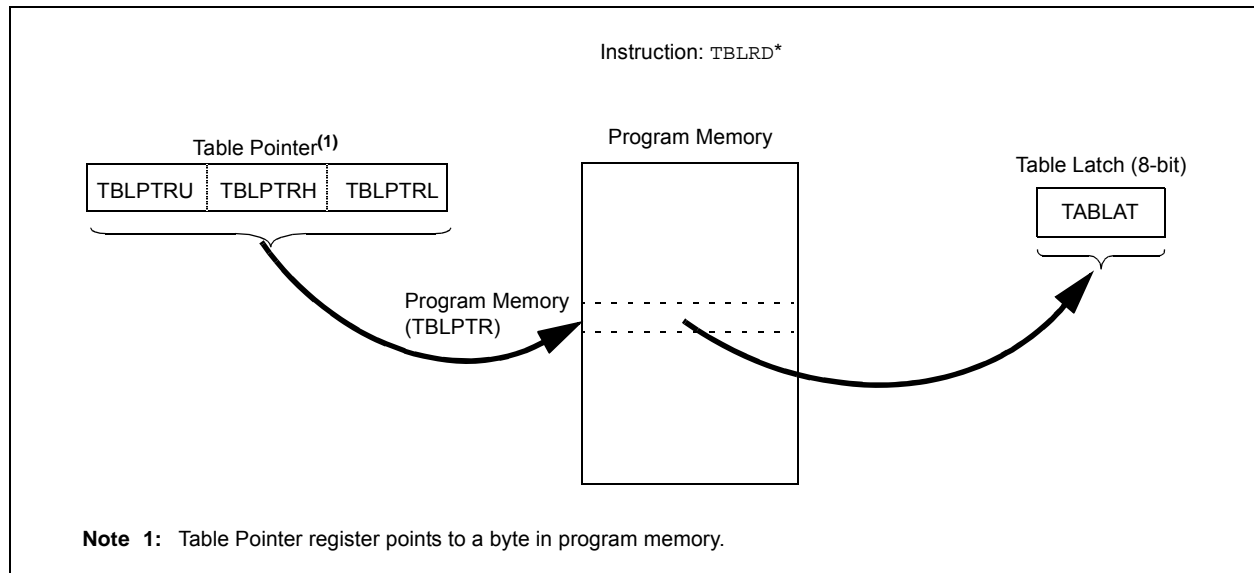 Instruction: TBLRD*
Table Pointer(1)
TBLPTRU TBLPTRH TBLPTRL
Program Memory
Table Latch (8-bit)
TABLAT
Program Memory
(TBLPTR)
Note 1: Table Pointer register points to a byte in program memory.